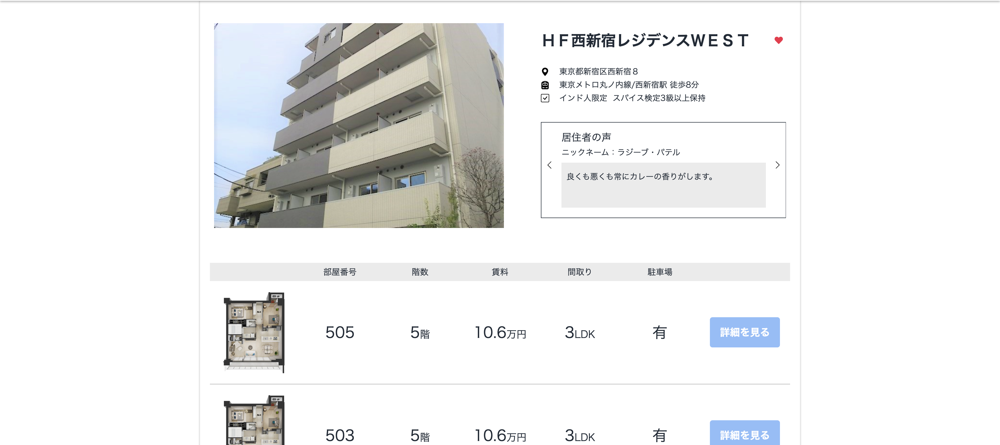 ＨＦ西新宿レジデンスＷＥＳＴ
東京都新宿区西新宿８
東京メトロ丸ノ内線/西新宿駅 徒歩8分
インド人限定 スパイス検定3級以上保持
居住者の声
ニックネーム：ラジーブ・パテル
良くも悪くも常にカレーの香りがします。
部屋番号 階数 賃料 間取り 駐車場
505 5階 10.6万円 3LDK 有 詳細を見る
503 5階 10.6万円 3LDK 有 詳細を見る